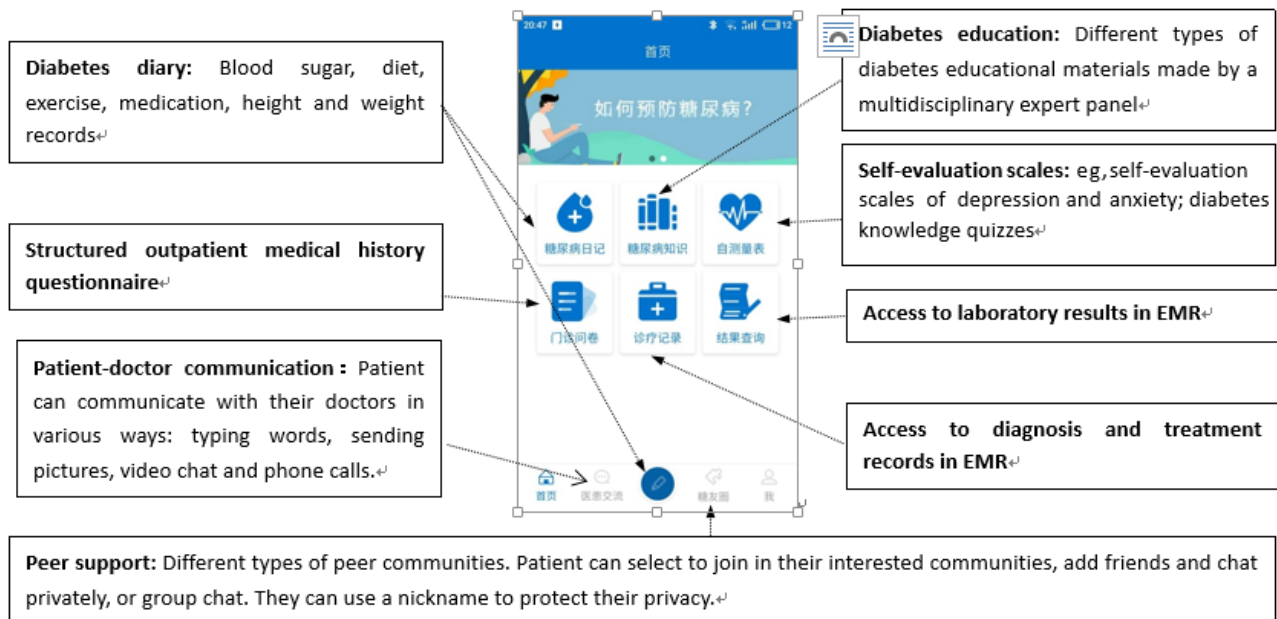 Diabetes diary: Blood sugar, diet,
exercise, medication, height and weight
records
Structured outpatient medical history
questionnaire
Patient-doctor communication： Patient
can communicate with their doctors in
various ways: typing words, sending
pictures, video chat and phone calls.
20:47
12
首页
如何预防糖尿病?
糖尿病日记
糖尿病知识
自测量表
门诊问卷
诊疗记录
结果查询
首页
医患交流
糖友圈
我
Diabetes education: Different types of
diabetes educational materials made by a
multidisciplinary expert panel
Self-evaluation scales: eg,self-evaluation
scales of depression and anxiety; diabetes
knowledge quizzes
Access to laboratory results in EMR
Access to diagnosis and treatment
records in EMR
Peer support: Different types of peer communities. Patient can select to join in their interested communities, add friends and chat
privately, or group chat. They can use a nickname to protect their privacy.